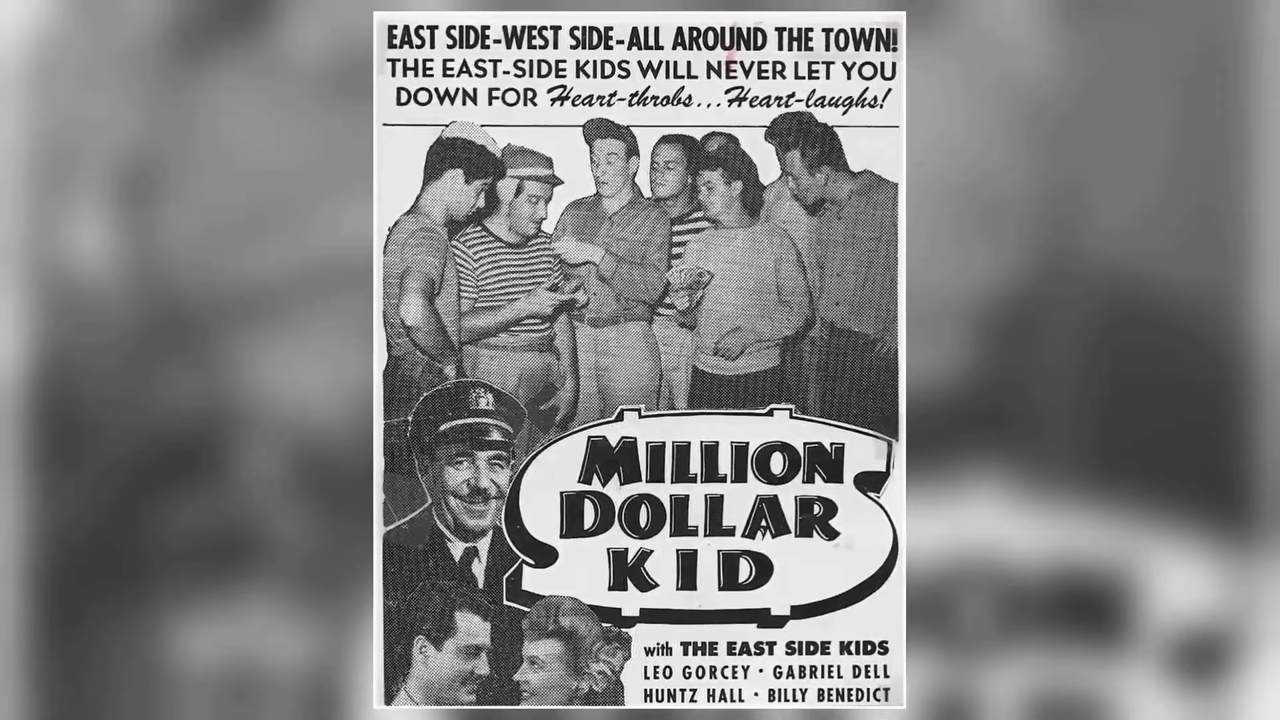 EAST SIDE-WEST SIDE-ALL AROUND THE TOWN!
THE EAST-SIDE KIDS WILL NEVER LET YOU
DOWN FOR Heart-throbs...Heart-laughs!
MILLION
DOLLAR
KID
with THE EAST SIDE KIDS
LEO GORCEY · GABRIEL DELL
HUNTZ HALL · BILLY BENEDICT